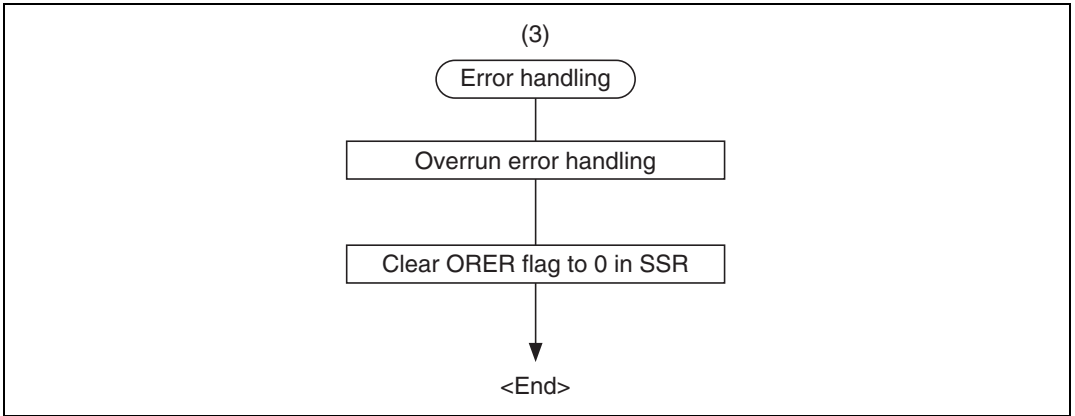 (3)
Error handling
Overrun error handling
Clear ORER flag to 0 in SSR
<End>